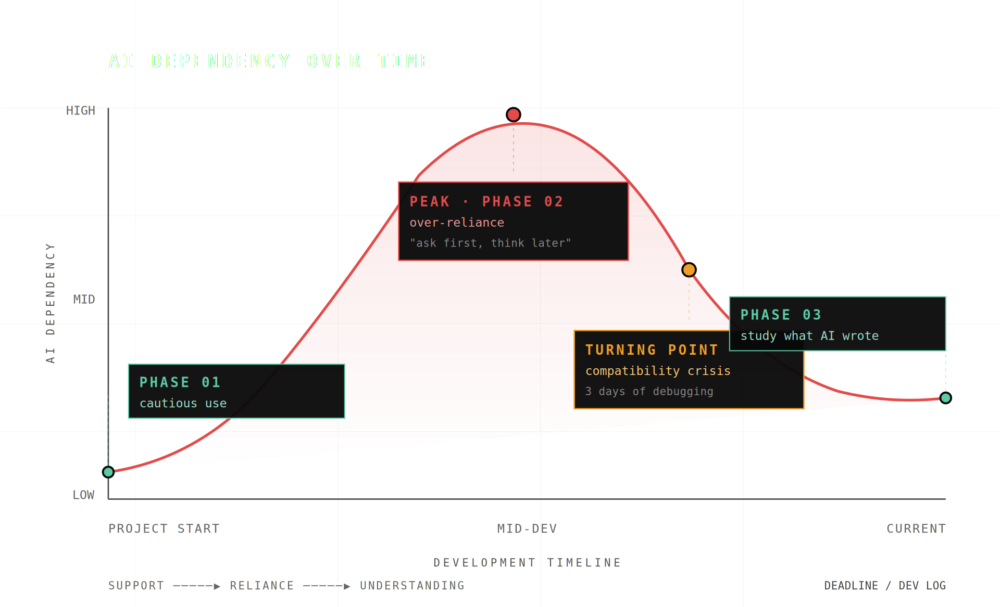 AI DEPENDENCY OVER TIME
HIGH
MID
LOW
AI DEPENDENCY
PEAK · PHASE 02
over-reliance
"ask first, think later"
PHASE 03
study what AI wrote
TURNING POINT
compatibility crisis
3 days of debugging
PHASE 01
cautious use
PROJECT START
MID-DEV
CURRENT
DEVELOPMENT TIMELINE
SUPPORT ─────▶ RELIANCE ─────▶ UNDERSTANDING
DEADLINE / DEV LOG